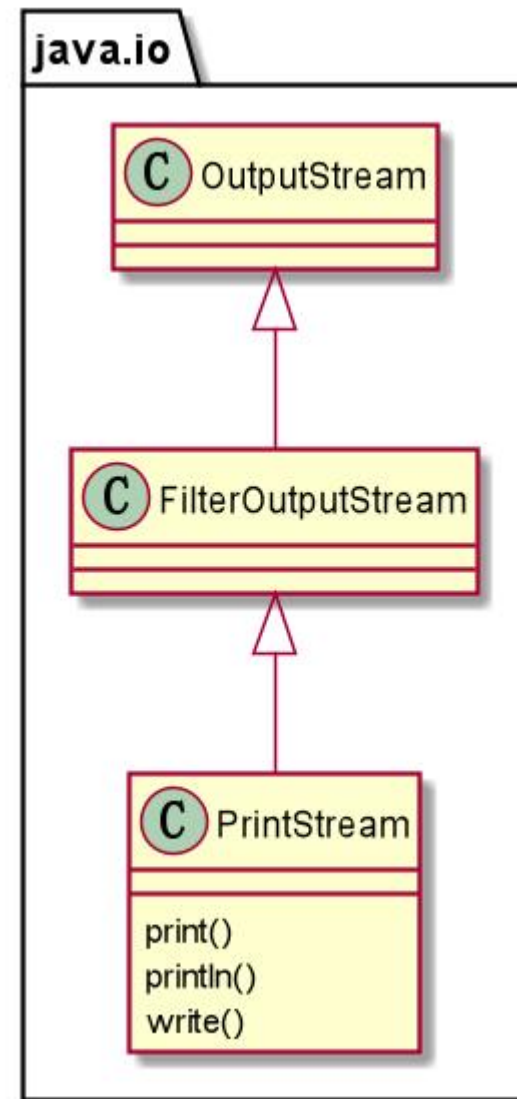 java.io
C OutputStream
C FilterOutputStream
C PrintStream
print()
println()
write()